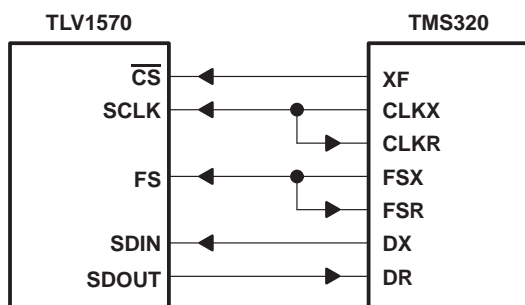 TLV1570 TMS320
CS XF
SCLK CLKX
CLKR
FS FSX
FSR
SDIN DX
SDOUT DR